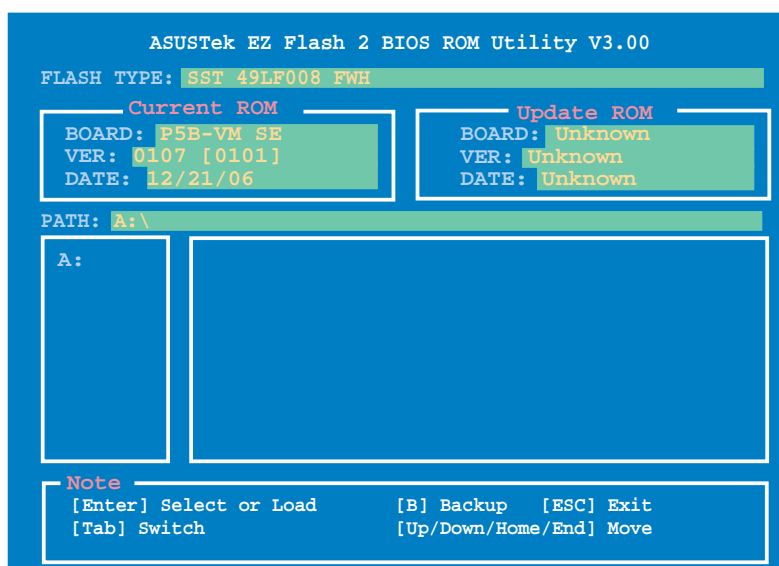 ASUSTek EZ Flash 2 BIOS ROM Utility V3.00
FLASH TYPE: SST 49LF008 FWH
Current ROM
BOARD: P5B-VM SE
VER: 0107 [0101]
DATE: 12/21/06
Update ROM
BOARD: Unknown
VER: Unknown
DATE: Unknown
PATH: A:\
A:
Note
[Enter] Select or Load [B] Backup [ESC] Exit
[Tab] Switch [Up/Down/Home/End] Move